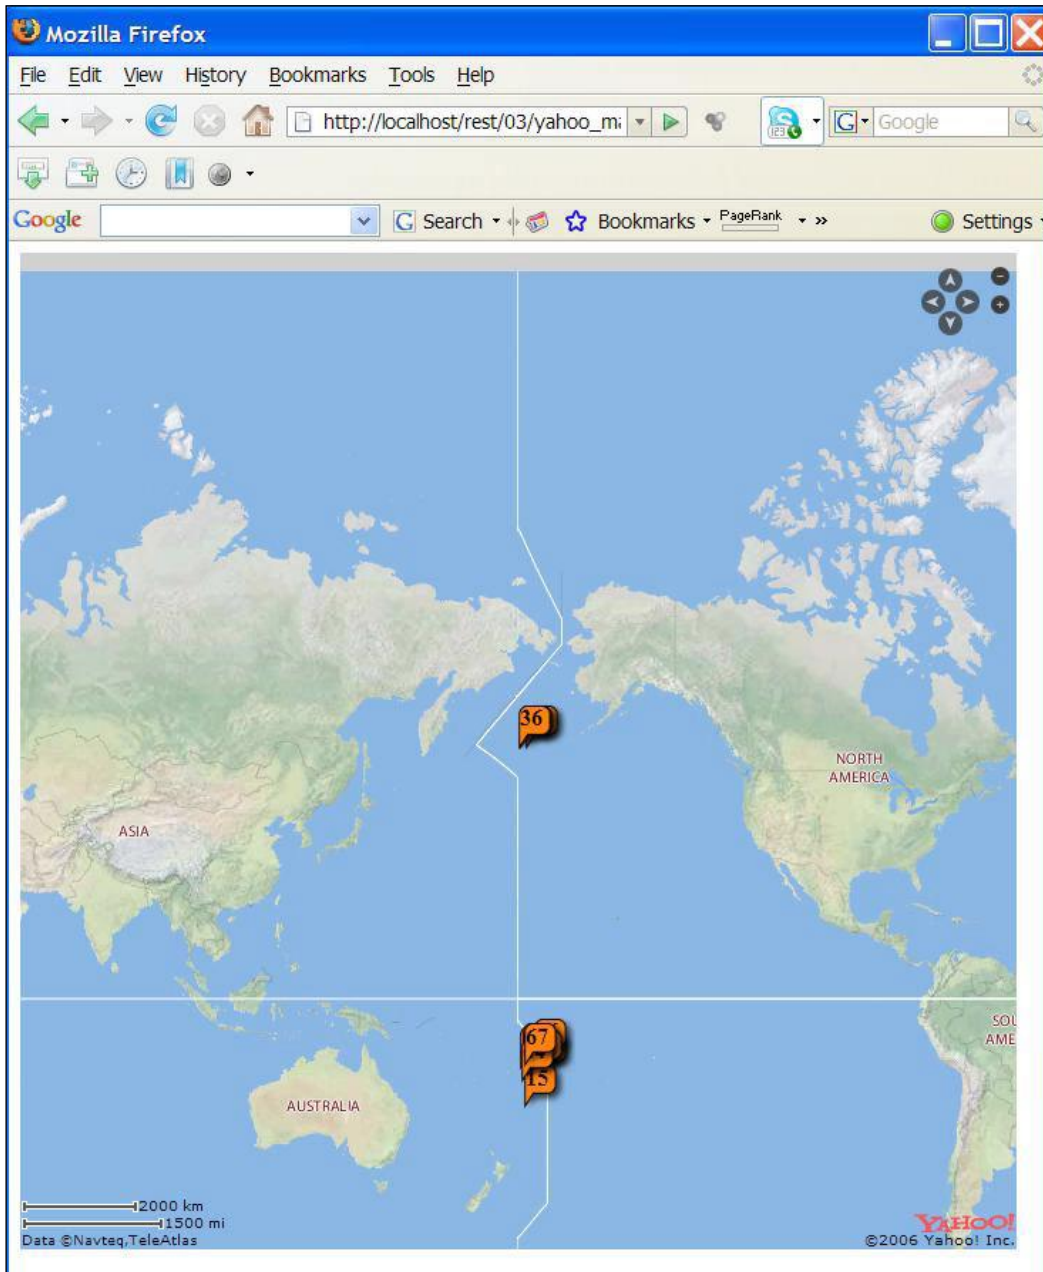 Mozilla Firefox
File Edit View History Bookmarks Tools Help
http://localhost/rest/03/yahoo_ma
G Google
Google G Search Bookmarks PageRank » Settings
36
NORTH
AMERICA
ASIA
67
15
AUSTRALIA
2000 km
1500 mi
Data ©Navteq,TeleAtlas
YAHOO!
©2006 Yahoo! Inc.